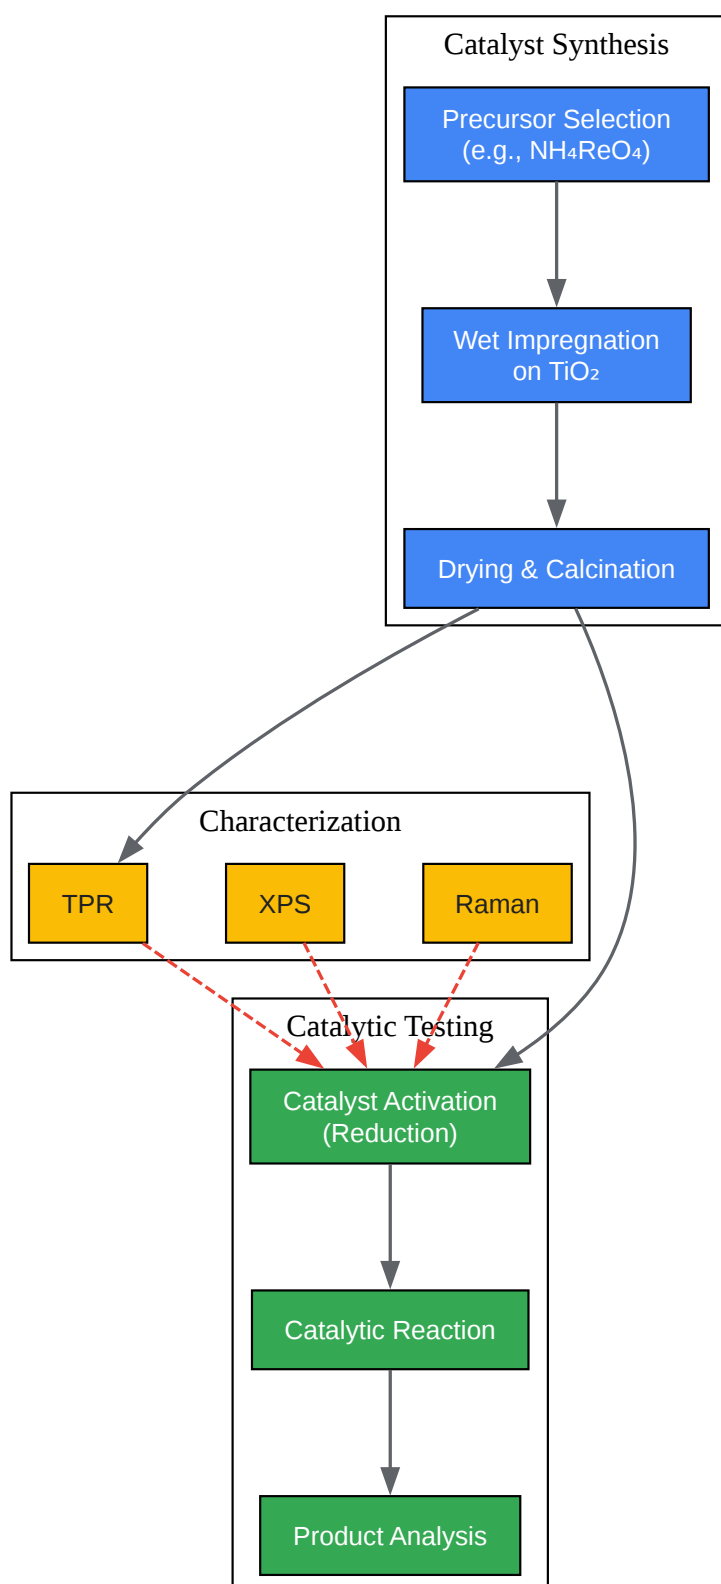 Catalyst Synthesis
Precursor Selection
(e.g., NH₄ReO₄)
Wet Impregnation
on TiO₂
Drying & Calcination
Characterization
TPR
XPS
Raman
Catalytic Testing
Catalyst Activation
(Reduction)
Catalytic Reaction
Product Analysis